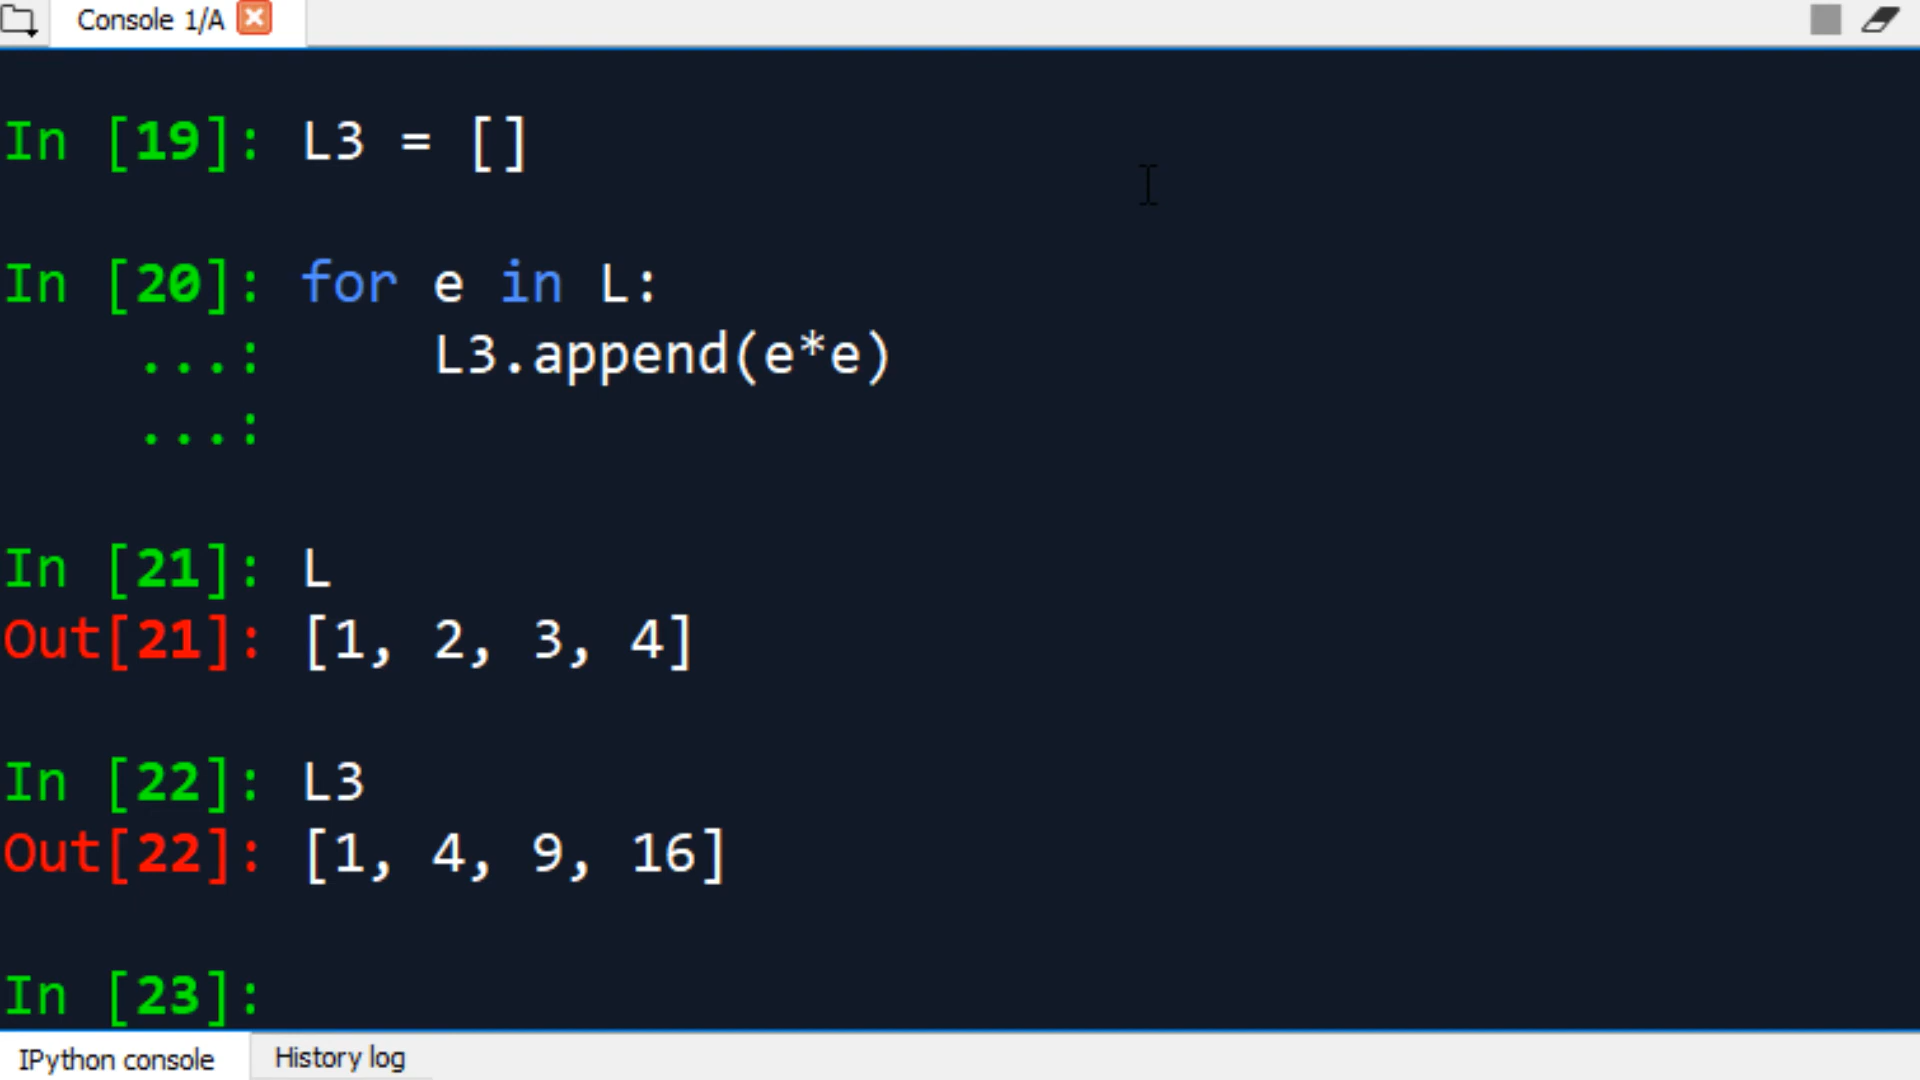 Console 1/A
In [19]: L3 = []
In [20]: for e in L:
    ...:     L3.append(e*e)
    ...:
In [21]: L
Out[21]: [1, 2, 3, 4]
In [22]: L3
Out[22]: [1, 4, 9, 16]
In [23]:
IPython console History log